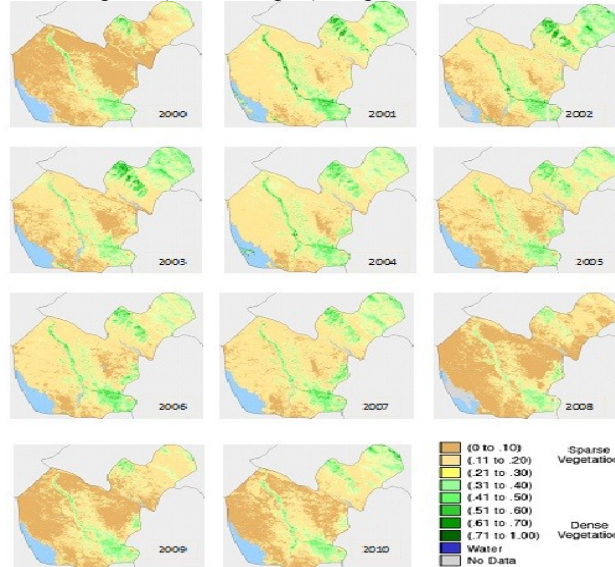 2000
2001
2002
2003
2004
2005
2006
2007
2008
2009
2010
(0 to .10)
(.11 to .20)
(.21 to .30)
(.31 to .40)
(.41 to .50)
(.51 to .60)
(.61 to .70)
(.71 to 1.00)
Water
No Data
Sparse
Vegetation
Dense
Vegetation